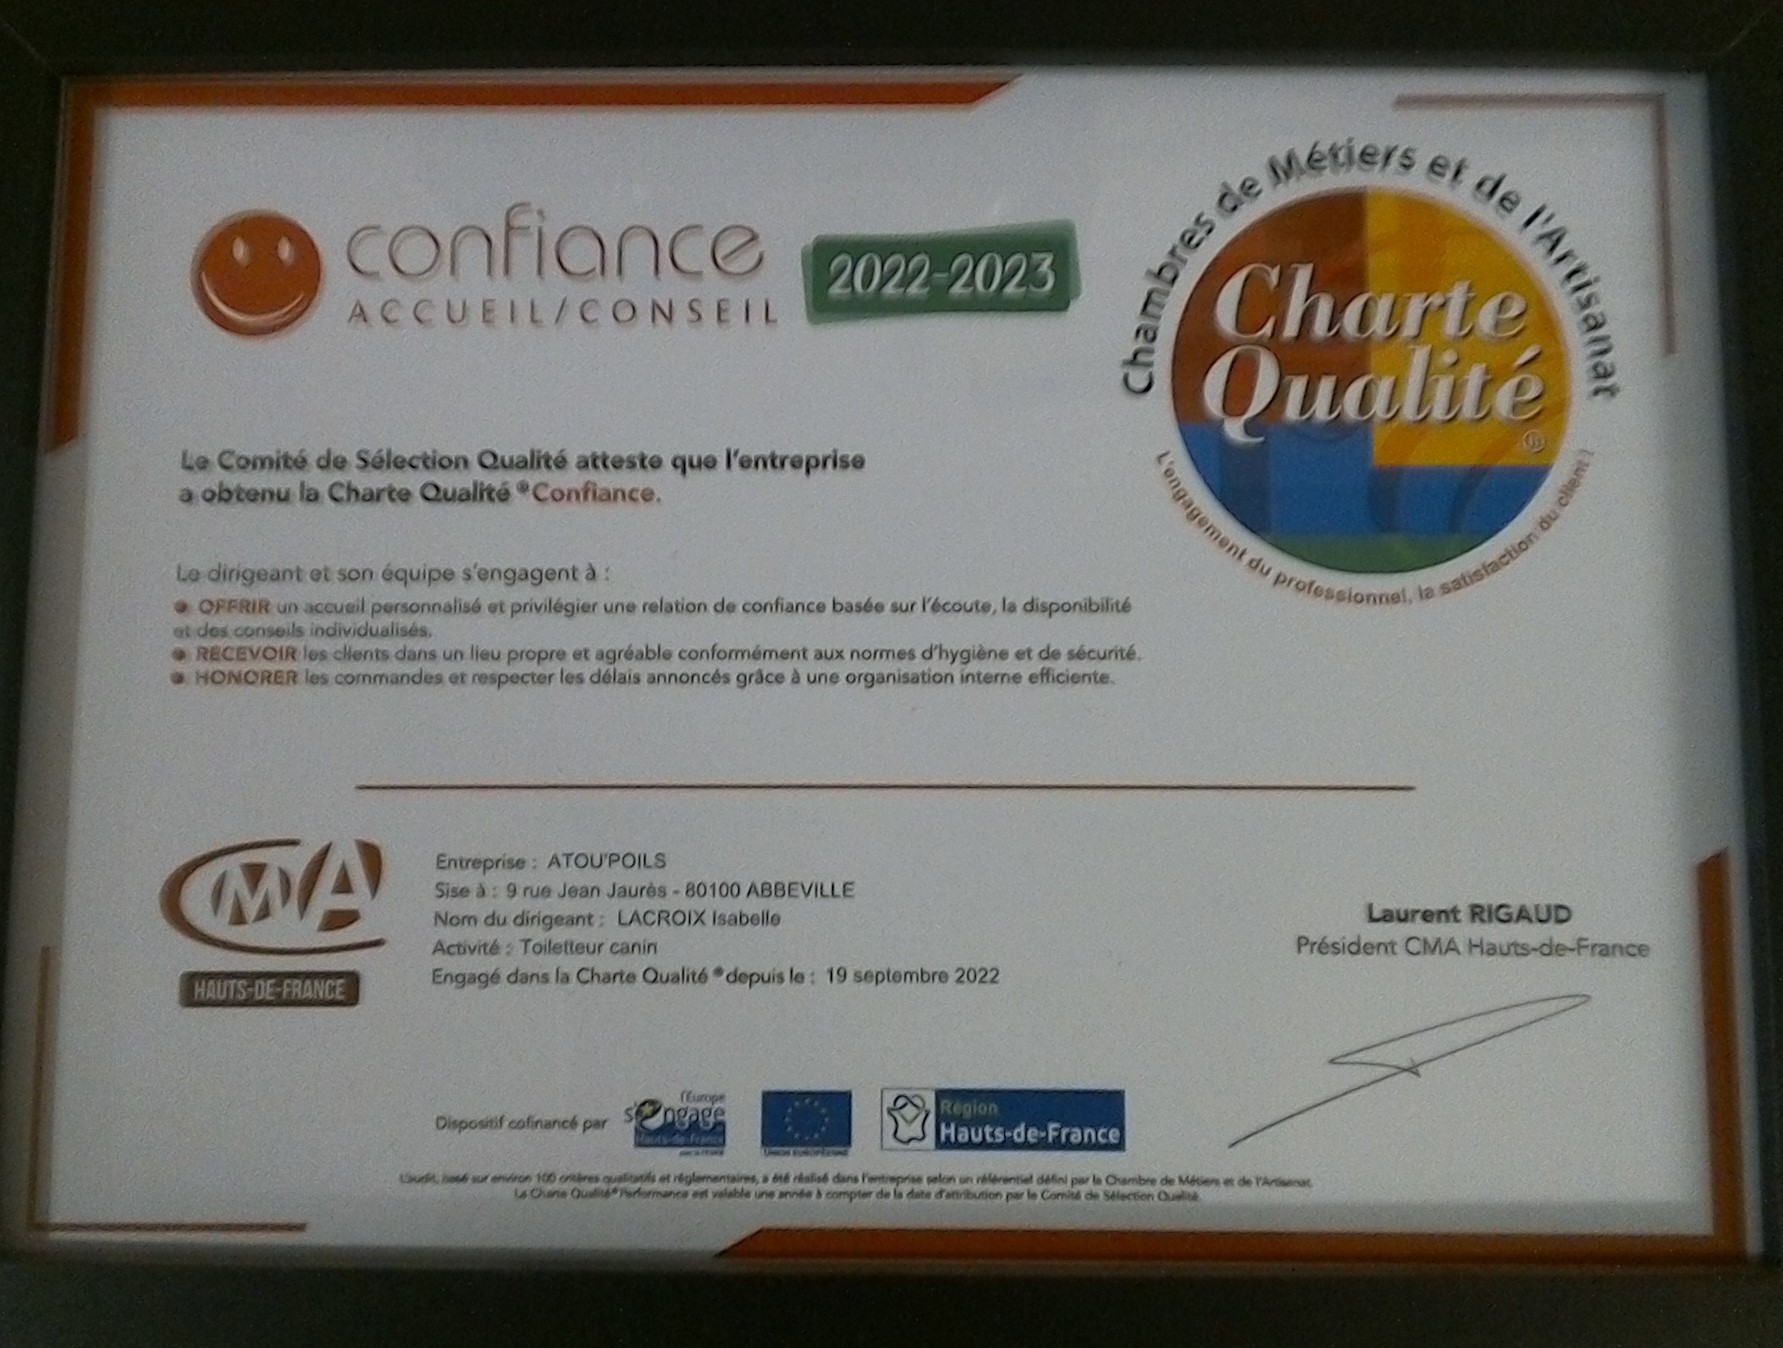 confiance
ACCUEIL/CONSEIL
2022-2023
Chambres de Métiers et de l'Artisanat
Charte
Qualité
®
L'engagement du professionnel, la satisfaction du client !
Le Comité de Sélection Qualité atteste que l'entreprise
a obtenu la Charte Qualité ® Confiance.
Le dirigeant et son équipe s'engagent à :
● OFFRIR un accueil personnalisé et privilégier une relation de confiance basée sur l'écoute, la disponibilité
et des conseils individualisés.
● RECEVOIR les clients dans un lieu propre et agréable conformément aux normes d'hygiène et de sécurité.
● HONORER les commandes et respecter les délais annoncés grâce à une organisation interne efficiente.
CMA
HAUTS-DE-FRANCE
Entreprise : ATOU'POILS
Sise à : 9 rue Jean Jaurès - 80100 ABBEVILLE
Nom du dirigeant : LACROIX Isabelle
Activité : Toiletteur canin
Engagé dans la Charte Qualité ® depuis le : 19 septembre 2022
Laurent RIGAUD
Président CMA Hauts-de-France
Dispositif cofinancé par
l'Europe
s'engage
Hauts-de-France
UNION EUROPÉENNE
Région
Hauts-de-France
L'audit, basé sur environ 100 critères qualitatifs et réglementaires, a été réalisé dans l'entreprise selon un référentiel défini par la Chambre de Métiers et de l'Artisanat.
La Charte Qualité® Performance est valable une année à compter de la date d'attribution par le Comité de Sélection Qualité.